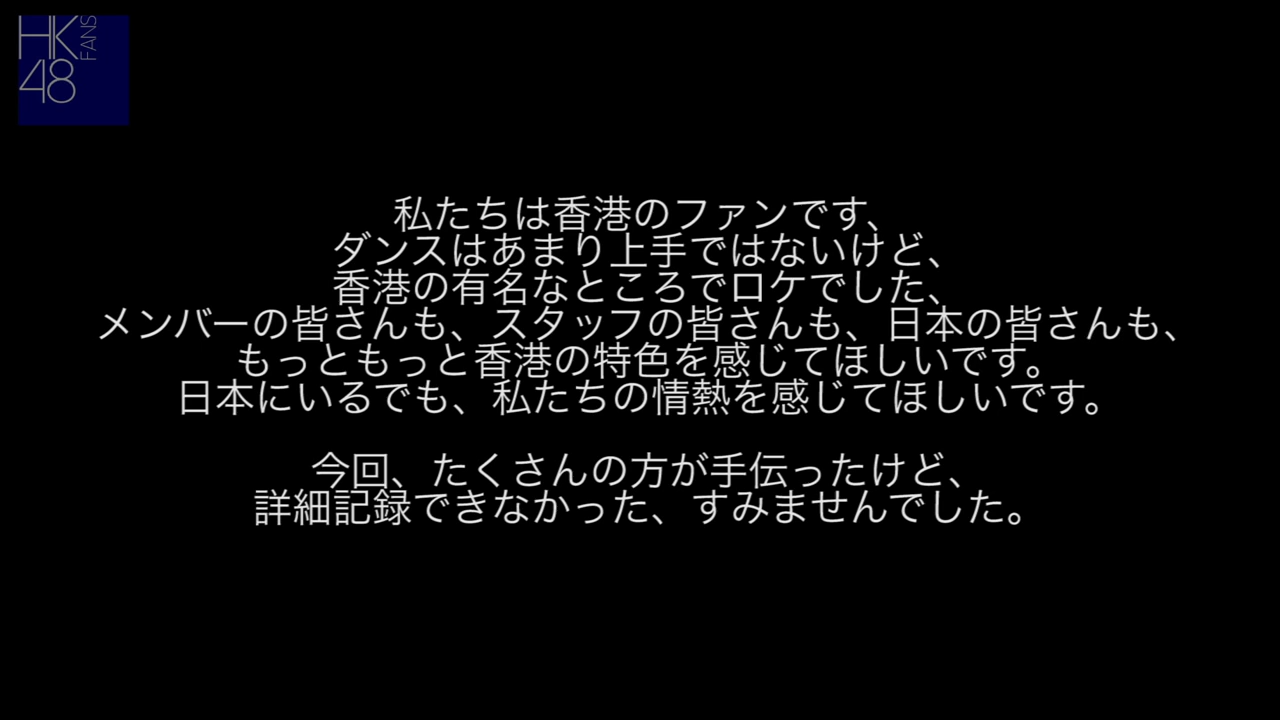 HK
FANS
48
私たちは香港のファンです、
ダンスはあまり上手ではないけど、
香港の有名なところでロケでした、
メンバーの皆さんも、スタッフの皆さんも、日本の皆さんも、
もっともっと香港の特色を感じてほしいです。
日本にいるでも、私たちの情熱を感じてほしいです。
今回、たくさんの方が手伝ったけど、
詳細記録できなかった、すみませんでした。